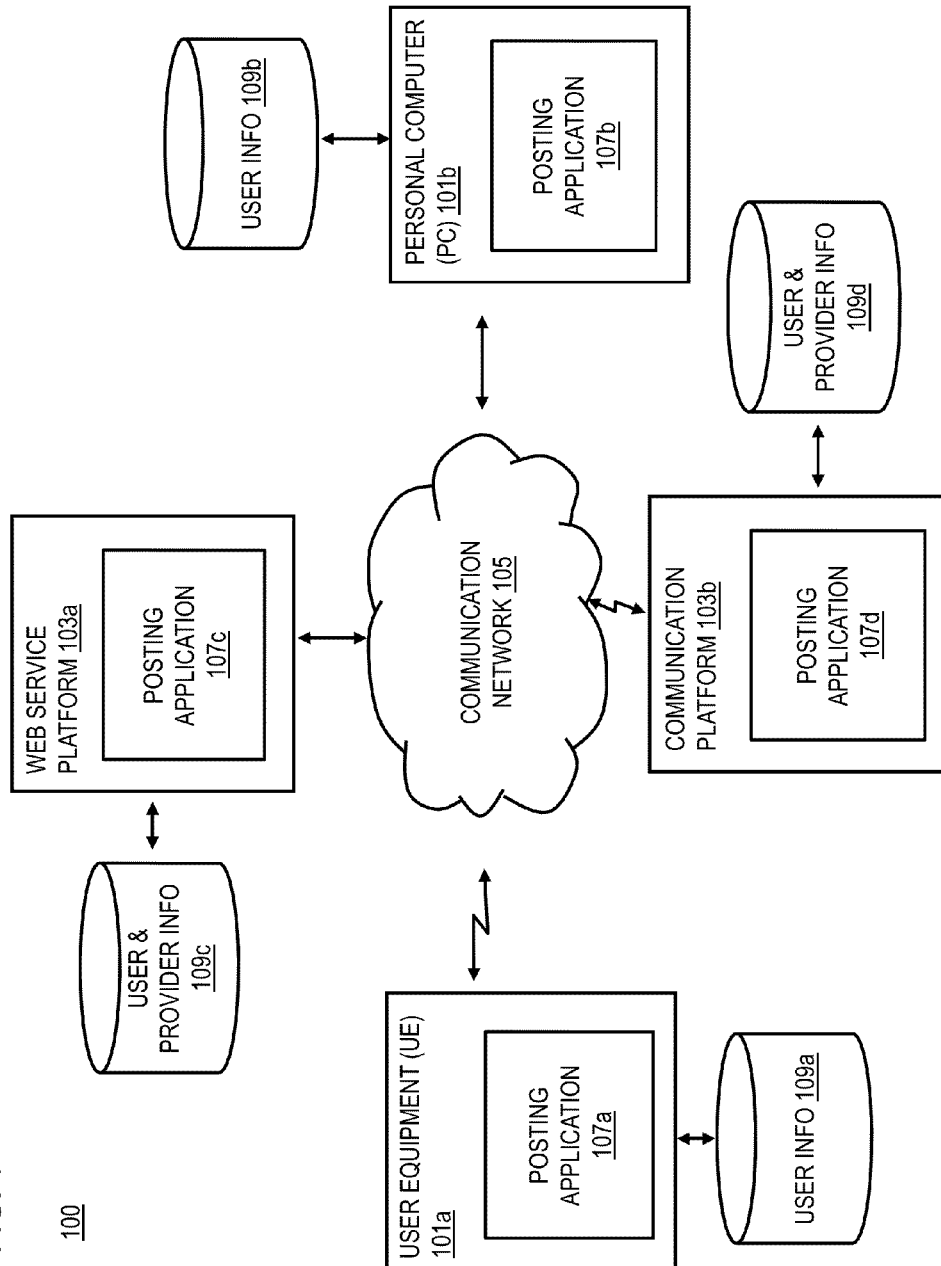 100
WEB SERVICE
PLATFORM 103a
POSTING
APPLICATION
107c
USER &
PROVIDER INFO
109c
USER INFO 109b
PERSONAL COMPUTER
(PC) 101b
POSTING
APPLICATION
107b
COMMUNICATION
NETWORK 105
USER EQUIPMENT (UE)
101a
POSTING
APPLICATION
107a
USER INFO 109a
COMMUNICATION
PLATFORM 103b
POSTING
APPLICATION
107d
USER &
PROVIDER INFO
109d